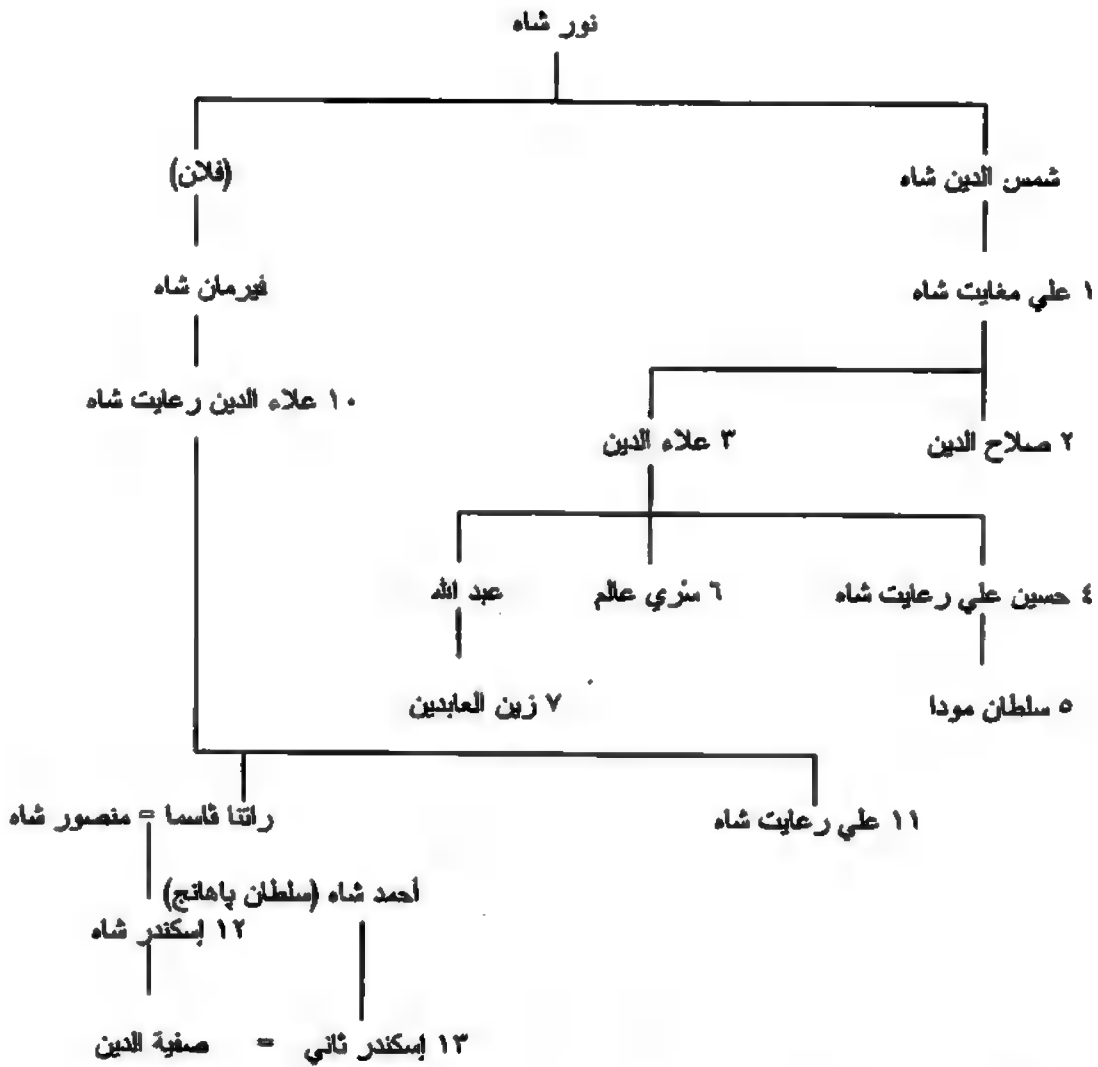 نور شاه
شمس الدين شاه
(فلان)
١ علي مغايت شاه
فيرمان شاه
١٠ علاء الدين رعايت شاه
٢ صلاح الدين
٣ علاء الدين
٤ حسين علي رعايت شاه
٦ سري عالم
عبد الله
٥ سلطان مودا
٧ زين العابدين
١١ علي رعايت شاه
راتنا ڤاسما = منصور شاه
أحمد شاه (سلطان پاهانج)
١٢ إسكندر شاه
١٣ إسكندر ثاني = صفية الدين